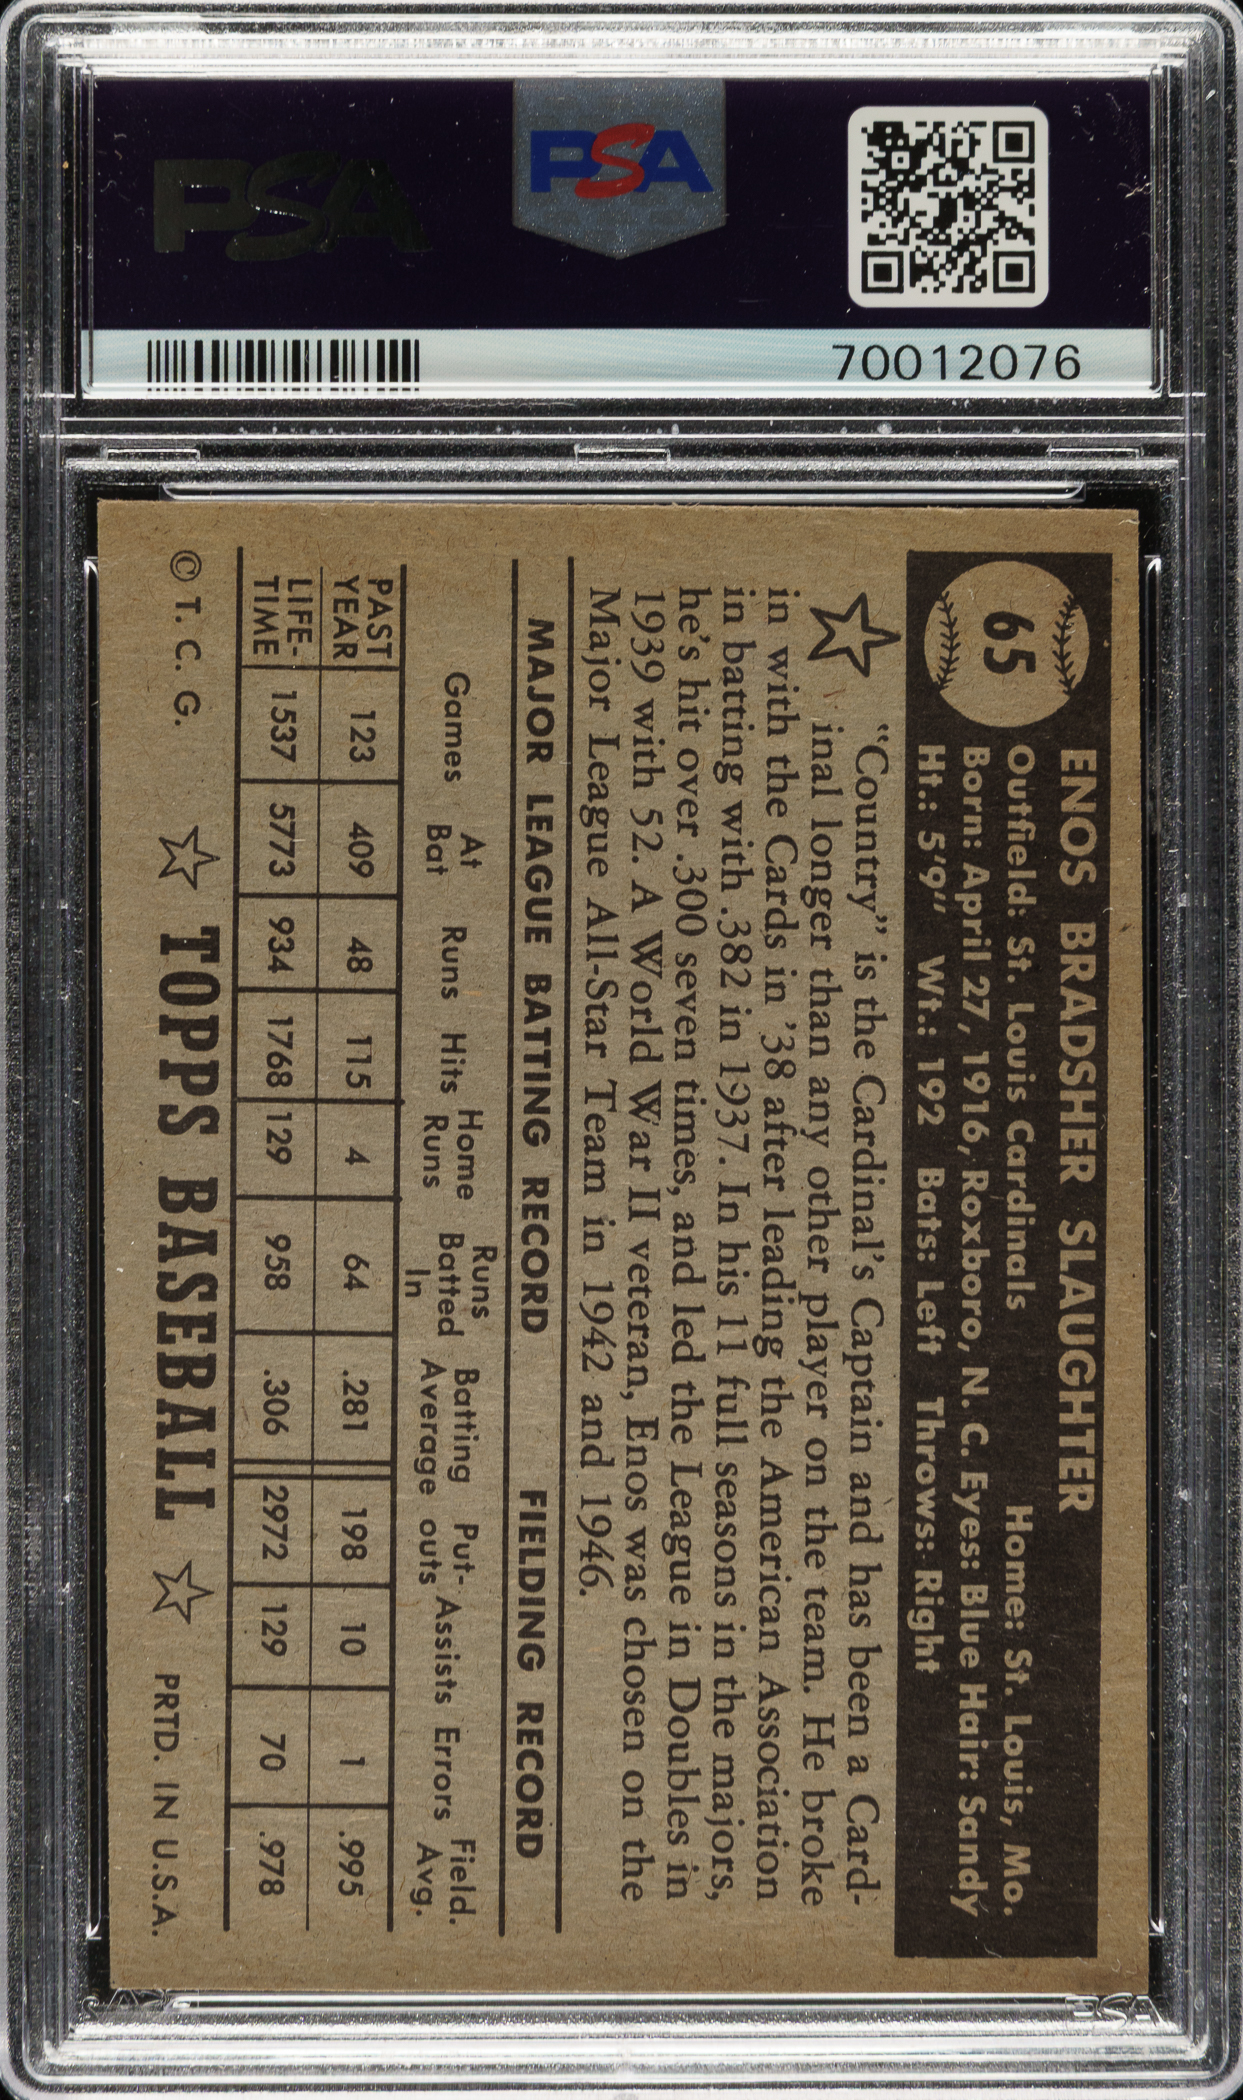 PSA
PSA
70012076
65
ENOS BRADSHER SLAUGHTER
Outfield: St. Louis Cardinals Home: St. Louis, Mo.
Born: April 27, 1916, Roxboro, N. C. Eyes: Blue Hair: Sandy
Ht.: 5'9" Wt.: 192 Bats: Left Throws: Right
"Country" is the Cardinal's Captain and has been a Card-
inal longer than any other player on the team. He broke
in with the Cards in '38 after leading the American Association
in batting with .382 in 1937. In his 11 full seasons in the majors,
he's hit over .300 seven times, and led the League in Doubles in
1939 with 52. A World War II veteran, Enos was chosen on the
Major League All-Star Team in 1942 and 1946.
MAJOR LEAGUE BATTING RECORD FIELDING RECORD
Games At Bat Runs Hits Home Runs Runs Batted In Batting Average Put-outs Assists Errors Field. Avg.
PAST YEAR 123 409 48 115 4 64 .281 198 10 1 .995
LIFE-TIME 1537 5773 934 1768 129 958 .306 2972 129 70 .978
© T. C. G. TOPPS BASEBALL PRTD. IN U.S.A.
PSA